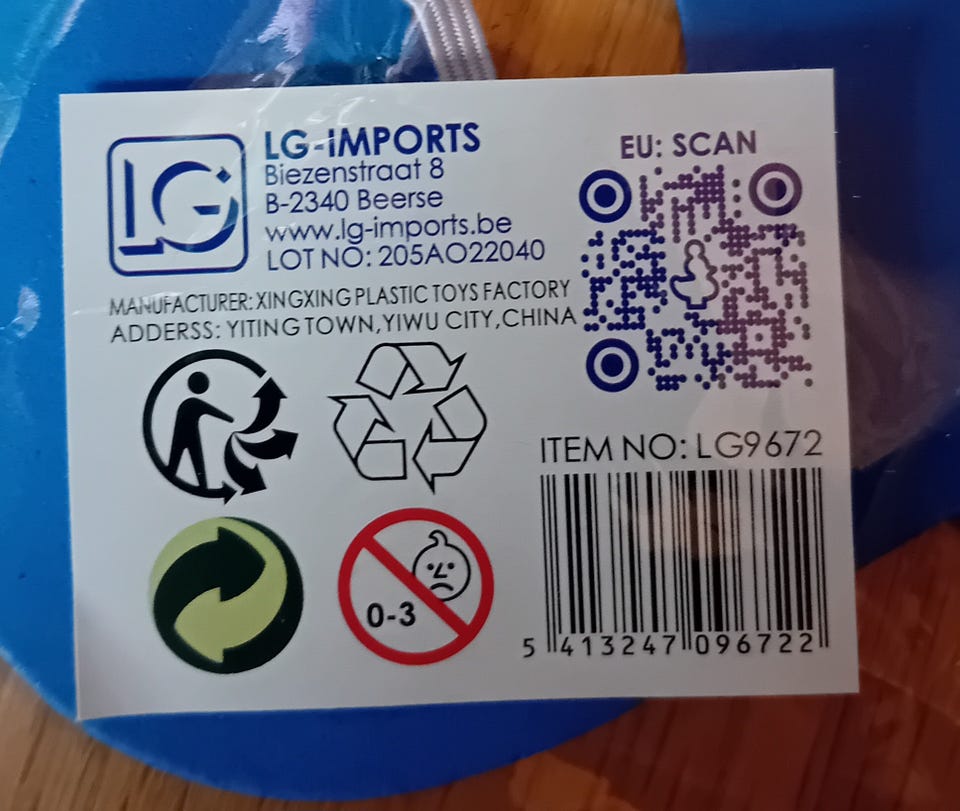 LG
LG-IMPORTS
Biezenstraat 8
B-2340 Beerse
www.lg-imports.be
LOT NO: 205AO22040
MANUFACTURER: XINGXING PLASTIC TOYS FACTORY
ADDERSS: YITING TOWN, YIWU CITY, CHINA
EU: SCAN
ITEM NO: LG9672
0-3
5 413247 096722